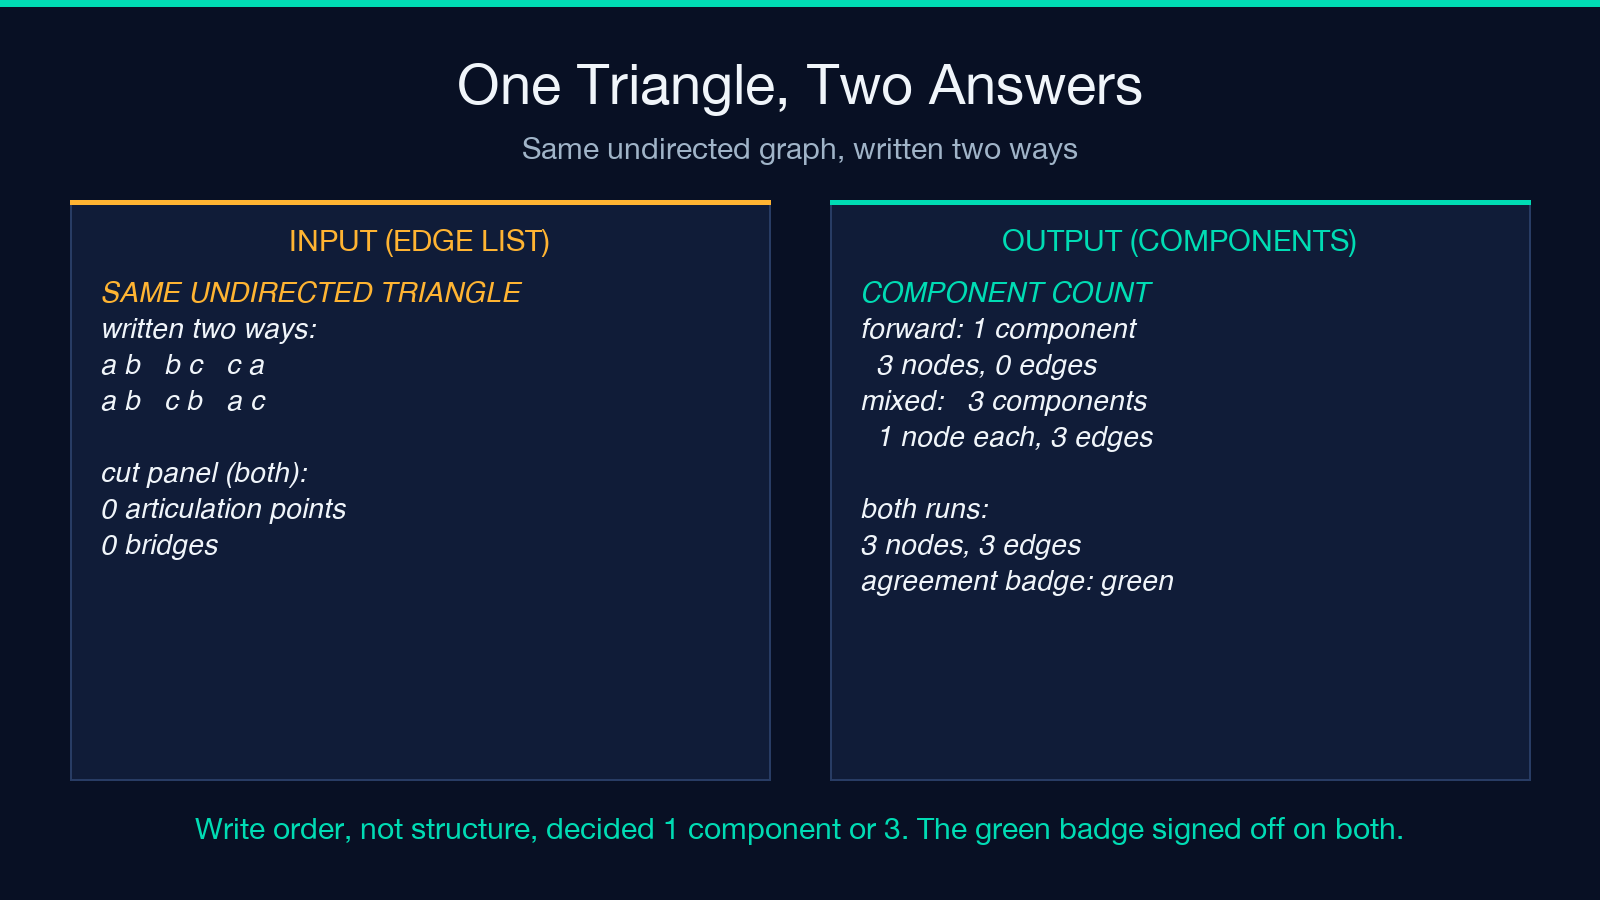 One Triangle, Two Answers
Same undirected graph, written two ways
INPUT (EDGE LIST)
SAME UNDIRECTED TRIANGLE
written two ways:
a b   b c   c a
a b   c b   a c
cut panel (both):
0 articulation points
0 bridges
OUTPUT (COMPONENTS)
COMPONENT COUNT
forward: 1 component
3 nodes, 0 edges
mixed:   3 components
1 node each, 3 edges
both runs:
3 nodes, 3 edges
agreement badge: green
Write order, not structure, decided 1 component or 3. The green badge signed off on both.